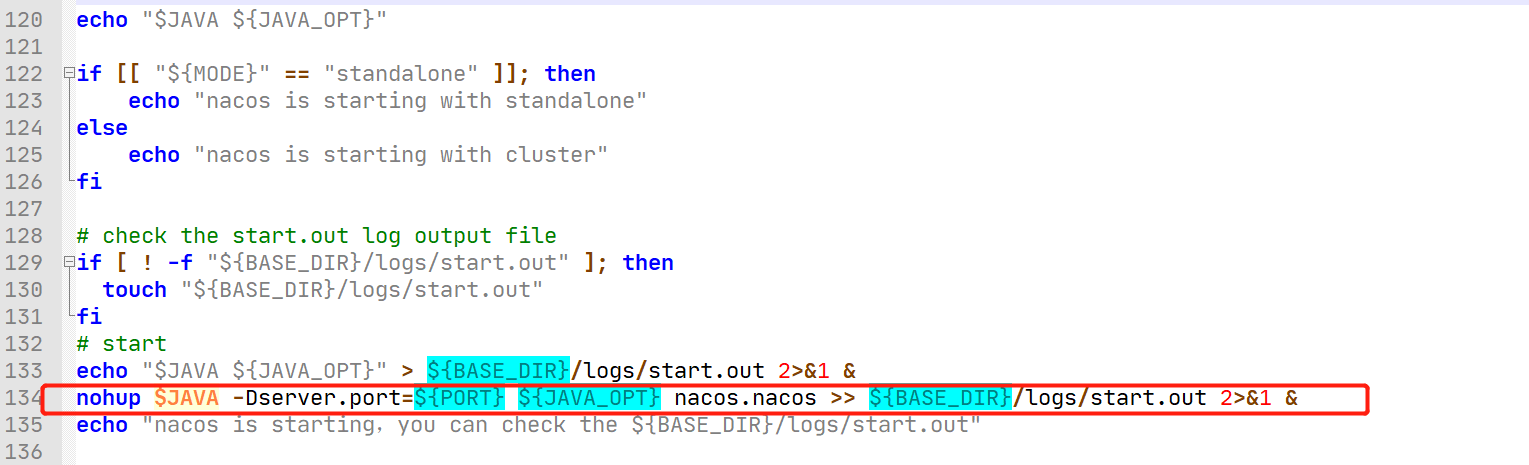 120 echo "$JAVA ${JAVA_OPT}"
121
122 if [[ "${MODE}" == "standalone" ]]; then
123     echo "nacos is starting with standalone"
124 else
125     echo "nacos is starting with cluster"
126 fi
127
128 # check the start.out log output file
129 if [ ! -f "${BASE_DIR}/logs/start.out" ]; then
130   touch "${BASE_DIR}/logs/start.out"
131 fi
132 # start
133 echo "$JAVA ${JAVA_OPT}" > ${BASE_DIR}/logs/start.out 2>&1 &
134 nohup $JAVA -Dserver.port=${PORT} ${JAVA_OPT} nacos.nacos >> ${BASE_DIR}/logs/start.out 2>&1 &
135 echo "nacos is starting，you can check the ${BASE_DIR}/logs/start.out"
136